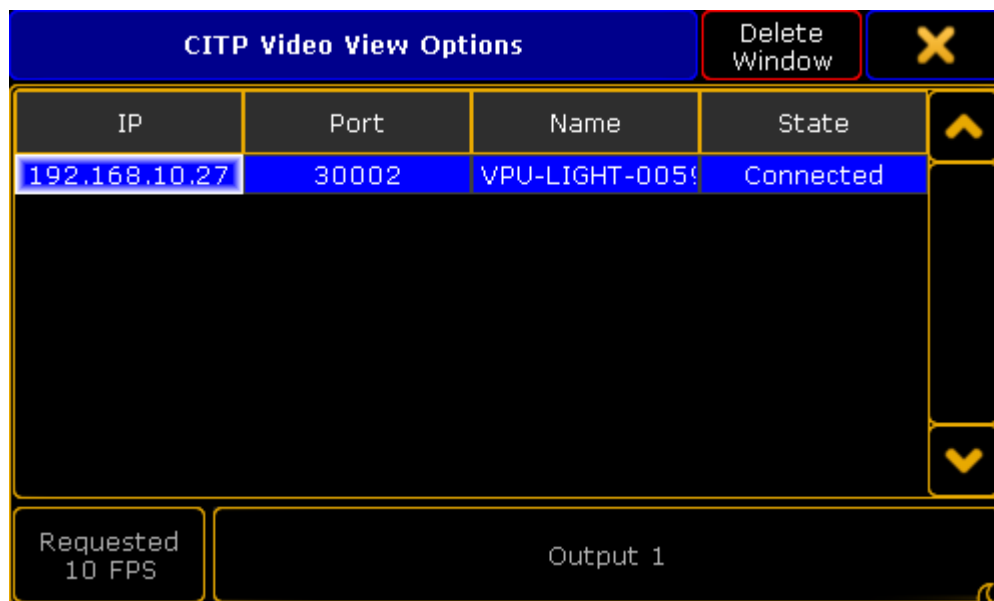 CITP Video View Options
Delete
Window
IP Port Name State
192.168.10.27 30002 VPU-LIGHT-005 Connected
Requested
10 FPS
Output 1